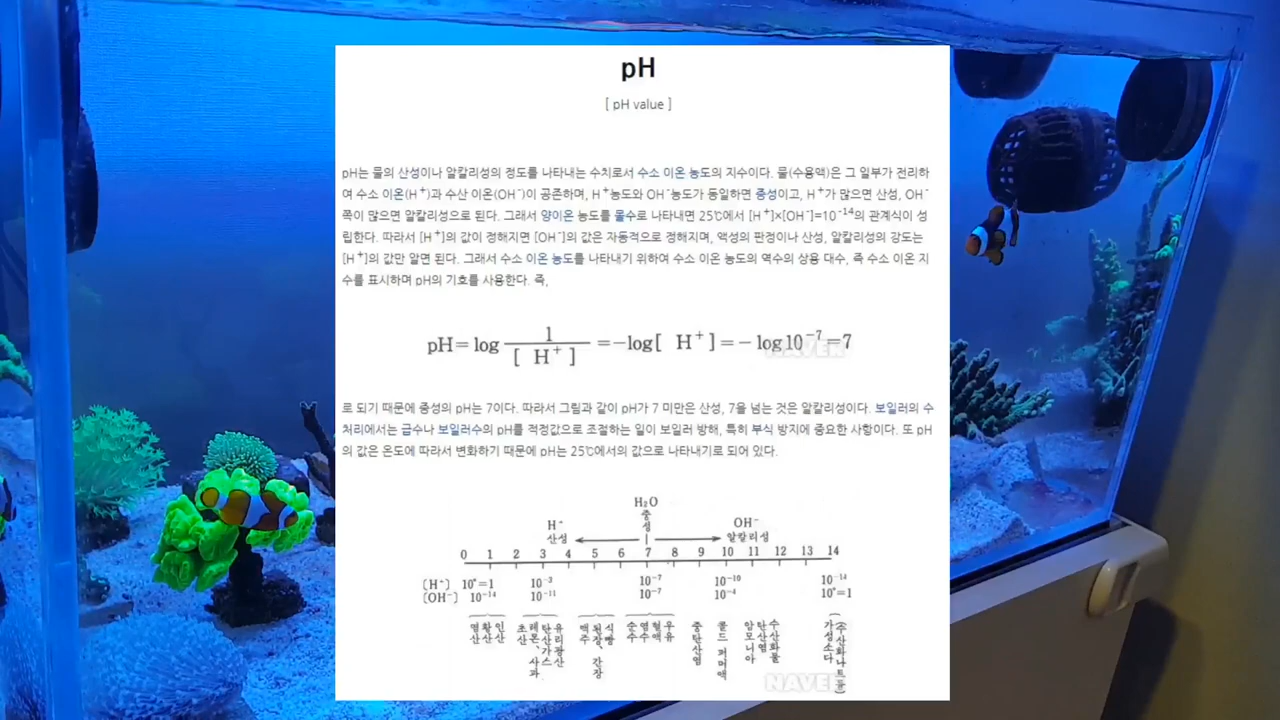 pH
[ pH value ]
pH는 물의 산성이나 알칼리성의 정도를 나타내는 수치로서 수소 이온 농도의 지수이다. 물(수용액)은 그 일부가 전리하
여 수소 이온(H⁺)과 수산 이온(OH⁻)이 공존하며, H⁺농도와 OH⁻농도가 동일하면 중성이고, H⁺가 많으면 산성, OH⁻
쪽이 많으면 알칼리성으로 된다. 그래서 양이온 농도를 몰수로 나타내면 25℃에서 [H⁺]×[OH⁻]=10⁻¹⁴의 관계식이 성
립한다. 따라서 [H⁺]의 값이 정해지면 [OH⁻]의 값은 자동적으로 정해지며, 액성의 판정이나 산성, 알칼리성의 강도는
[H⁺]의 값만 알면 된다. 그래서 수소 이온 농도를 나타내기 위하여 수소 이온 농도의 역수의 상용 대수, 즉 수소 이온 지
수를 표시하며 pH의 기호를 사용한다. 즉,
pH=log 1/[ H⁺ ] =−log[ H⁺ ]=− log10⁻⁷=7
NAVER
로 되기 때문에 중성의 pH는 7이다. 따라서 그림과 같이 pH가 7 미만은 산성, 7을 넘는 것은 알칼리성이다. 보일러의 수
처리에서는 급수나 보일러수의 pH를 적정값으로 조절하는 일이 보일러 방해, 특히 부식 방지에 중요한 사항이다. 또 pH
의 값은 온도에 따라서 변화하기 때문에 pH는 25℃에서의 값으로 나타내기로 되어 있다.
H₂O
중성
H⁺ OH⁻
산성 알칼리성
0 1 2 3 4 5 6 7 8 9 10 11 12 13 14
[H⁺] 10⁰=1 10⁻³ 10⁻⁷ 10⁻¹⁰ 10⁻¹⁴
[OH⁻] 10⁻¹⁴ 10⁻¹¹ 10⁻⁷ 10⁻⁴ 10⁰=1
염산
황산
인산
초산
레몬、사과
탄산가스
유리광산
맥주
된장、간장
식빵
순수
염수
혈액
우유
중탄산염
콜드 퍼머액
암모니아
탄산염
수산화물
가성소다
(수산화나트륨)
NAVER